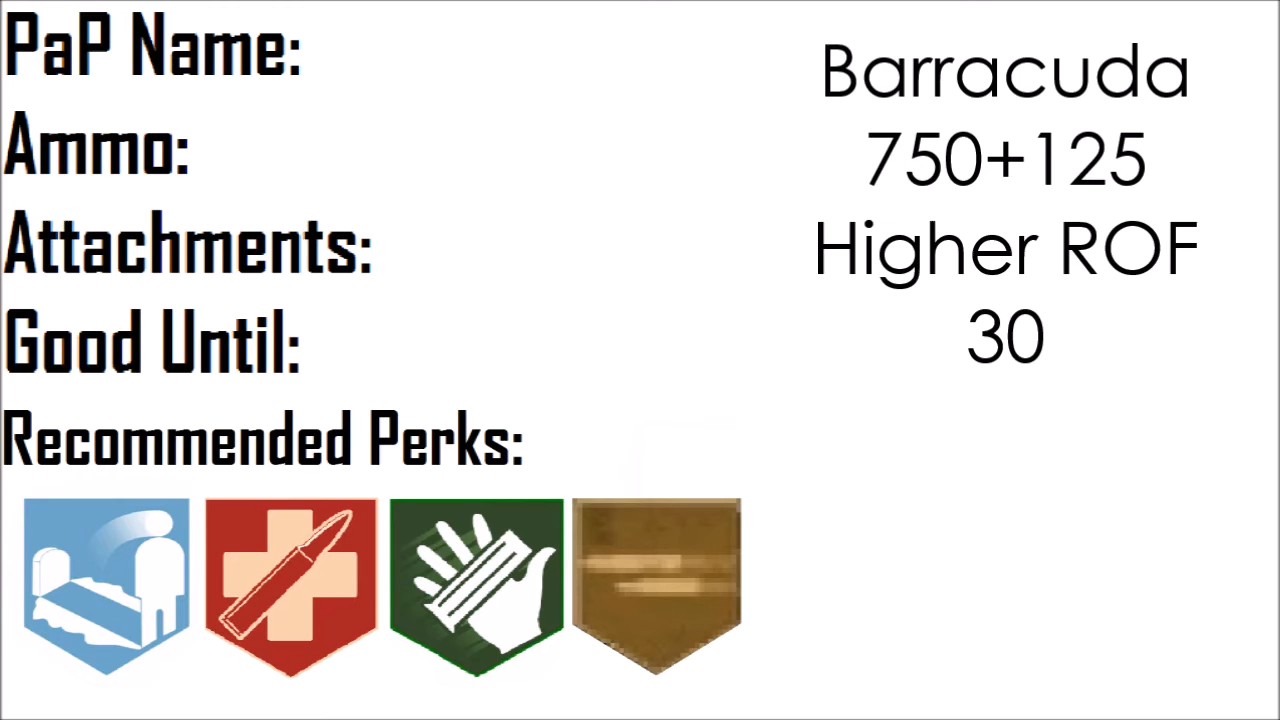 PaP Name:
Barracuda
Ammo:
750+125
Attachments:
Higher ROF
Good Until:
30
Recommended Perks: